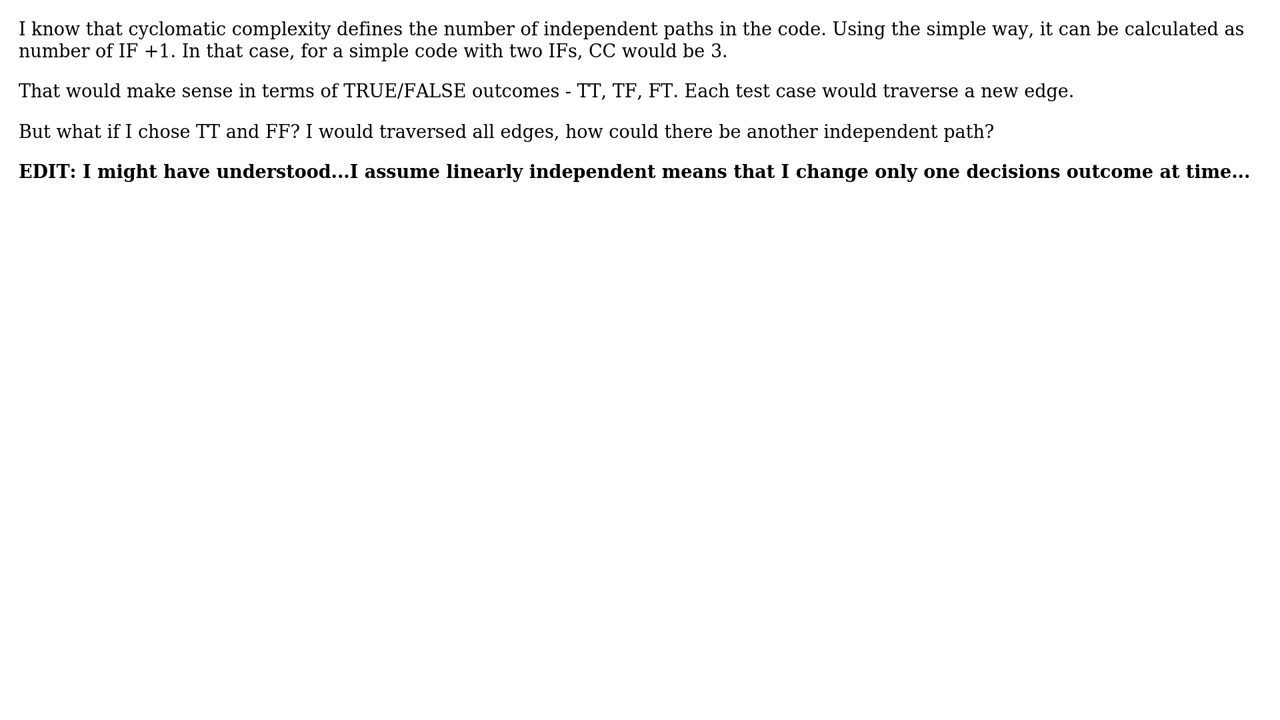 I know that cyclomatic complexity defines the number of independent paths in the code. Using the simple way, it can be calculated as
number of IF +1. In that case, for a simple code with two IFs, CC would be 3.
That would make sense in terms of TRUE/FALSE outcomes - TT, TF, FT. Each test case would traverse a new edge.
But what if I chose TT and FF? I would traversed all edges, how could there be another independent path?
EDIT: I might have understood...I assume linearly independent means that I change only one decisions outcome at time...